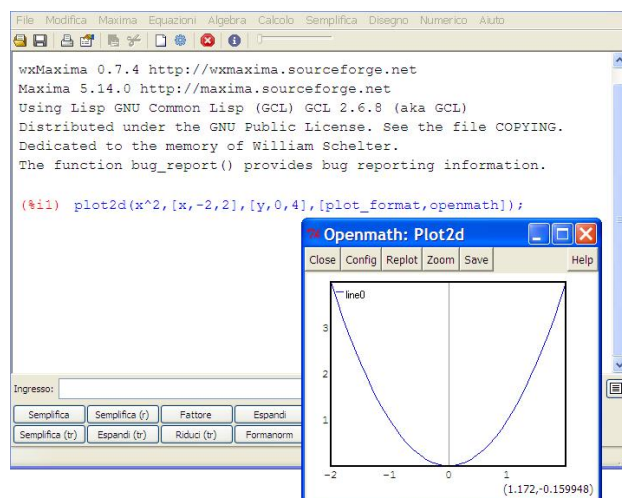 File Modifica Maxima Equazioni Algebra Calcolo Semplifica Disegno Numerico Aiuto
wxMaxima 0.7.4 http://wxmaxima.sourceforge.net
Maxima 5.14.0 http://maxima.sourceforge.net
Using Lisp GNU Common Lisp (GCL) GCL 2.6.8 (aka GCL)
Distributed under the GNU Public License. See the file COPYING.
Dedicated to the memory of William Schelter.
The function bug_report() provides bug reporting information.
(%i1) plot2d(x^2,[x,-2,2],[y,0,4],[plot_format,openmath]);
Openmath: Plot2d
Close Config Replot Zoom Save Help
line0
3
2
1
-2 -1 0 1
(1.172,-0.159948)
Ingresso:
Semplifica Semplifica (r) Fattore Espandi
Semplifica (tr) Espandi (tr) Riduci (tr) Formanorm